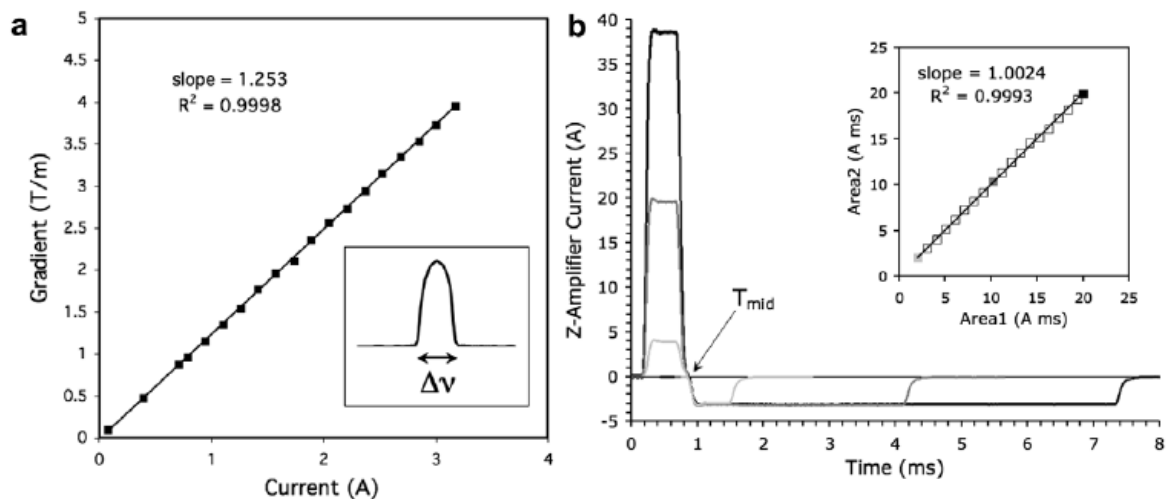 a
slope = 1.253
R² = 0.9998
Gradient (T/m)
5
4.5
4
3.5
3
2.5
2
1.5
1
0.5
0
0 1 2 3 4
Current (A)
Δν
b
Z-Amplifier Current (A)
40
35
30
25
20
15
10
5
0
-5
0 1 2 3 4 5 6 7 8
Time (ms)
T_mid
slope = 1.0024
R² = 0.9993
Area2 (A ms)
25
20
15
10
5
0
0 5 10 15 20 25
Area1 (A ms)